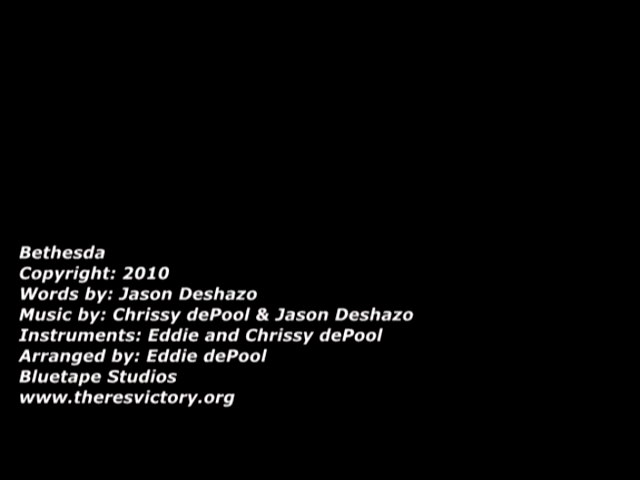 Bethesda
Copyright: 2010
Words by: Jason Deshazo
Music by: Chrissy dePool & Jason Deshazo
Instruments: Eddie and Chrissy dePool
Arranged by: Eddie dePool
Bluetape Studios
www.theresvictory.org